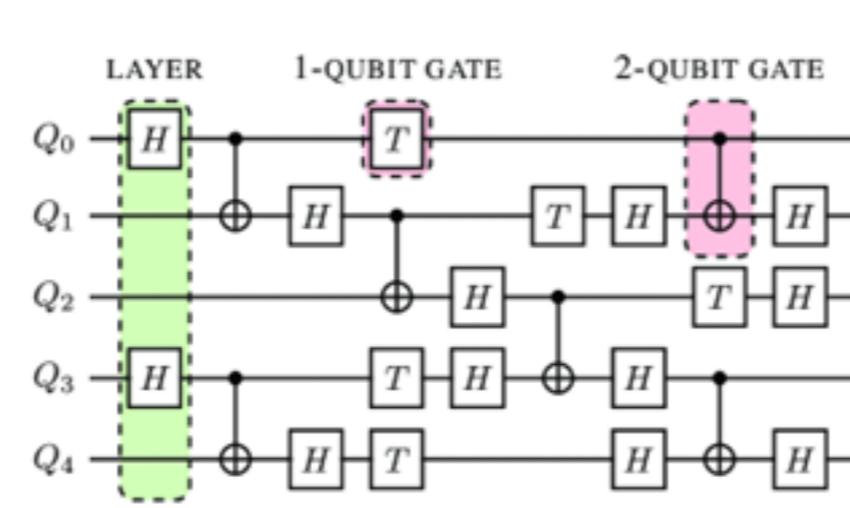 LAYER 1-QUBIT GATE 2-QUBIT GATE
Q0 H T
Q1 H T H H
Q2 H T H
Q3 H T H H
Q4 H T H H